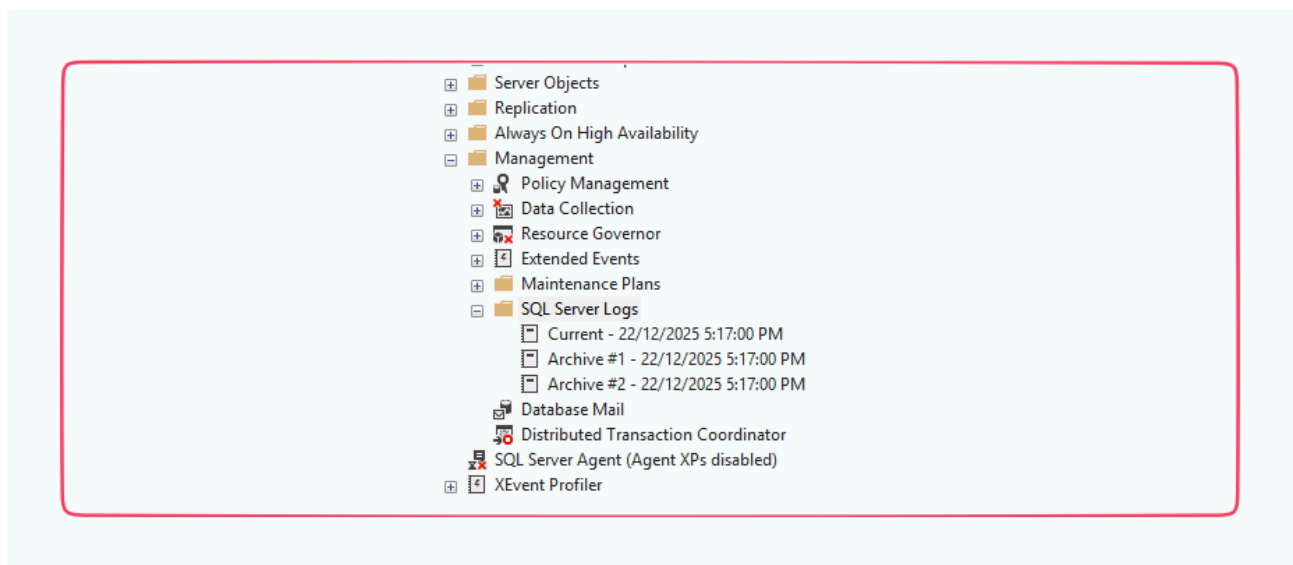 Server Objects
Replication
Always On High Availability
Management
Policy Management
Data Collection
Resource Governor
Extended Events
Maintenance Plans
SQL Server Logs
Current - 22/12/2025 5:17:00 PM
Archive #1 - 22/12/2025 5:17:00 PM
Archive #2 - 22/12/2025 5:17:00 PM
Database Mail
Distributed Transaction Coordinator
SQL Server Agent (Agent XPs disabled)
XEvent Profiler